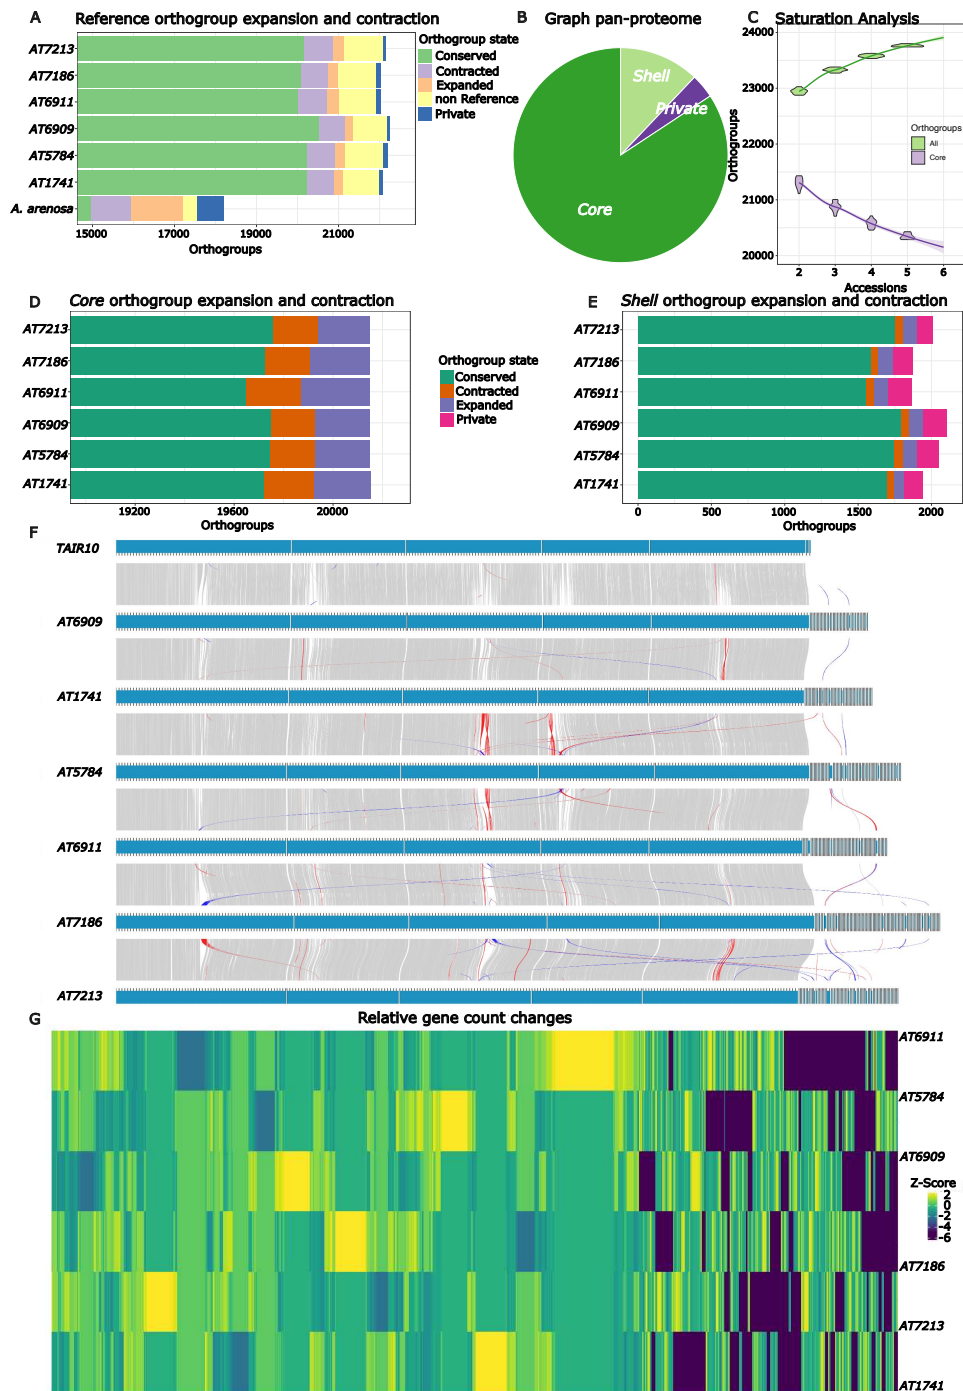 A Reference orthogroup expansion and contraction
AT7213
AT7186
AT6911
AT6909
AT5784
AT1741
A. arenosa
15000 17000 19000 21000
Orthogroups
Orthogroup state
Conserved
Contracted
Expanded
non Reference
Private
B Graph pan-proteome
Shell
Private
Core
C Saturation Analysis
24000
23000
22000
21000
20000
Orthogroups
2 3 4 5 6
Accessions
Orthogroups
All
Core
D Core orthogroup expansion and contraction
AT7213
AT7186
AT6911
AT6909
AT5784
AT1741
19200 19600 20000
Orthogroups
Orthogroup state
Conserved
Contracted
Expanded
Private
E Shell orthogroup expansion and contraction
AT7213
AT7186
AT6911
AT6909
AT5784
AT1741
0 500 1000 1500 2000
Orthogroups
F
TAIR10
AT6909
AT1741
AT5784
AT6911
AT7186
AT7213
G Relative gene count changes
AT6911
AT5784
AT6909
Z-Score
2
0
-2
-4
-6
AT7186
AT7213
AT1741